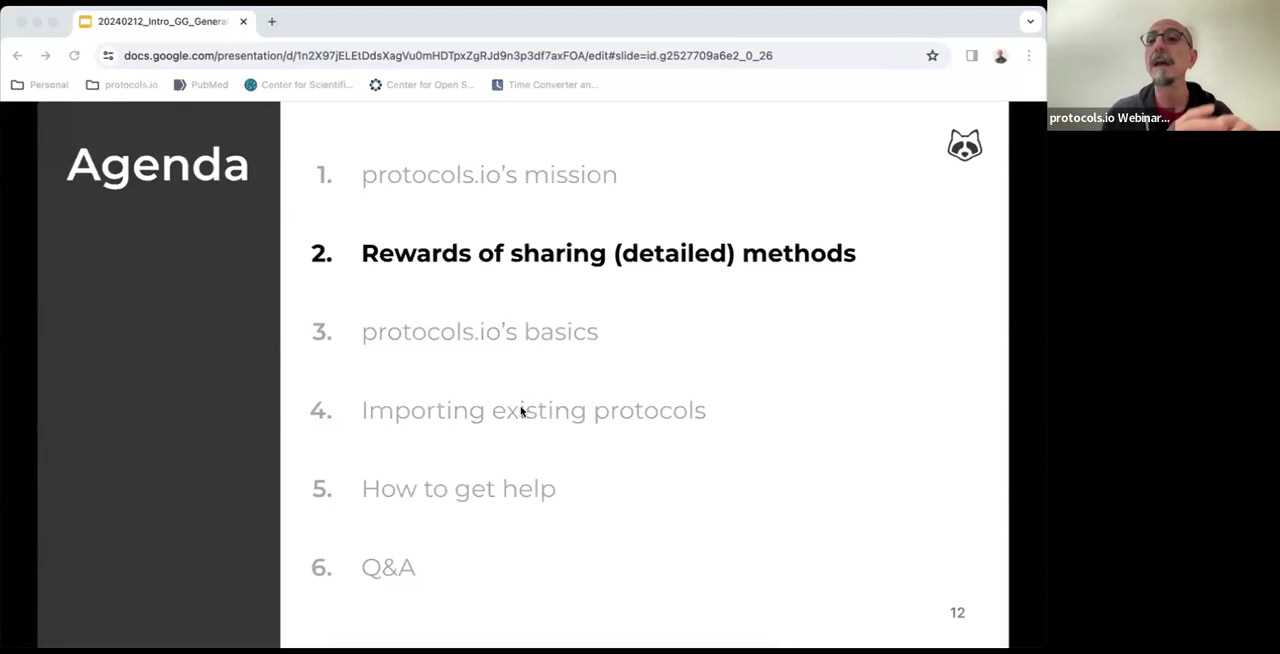 20240212_Intro_GG_Genera
docs.google.com/presentation/d/1n2X97jELEtDdsXagVu0mHDTpxZgRJd9n3p3df7axFOA/edit#slide=id.g2527709a6e2_0_26
Personal
protocols.io
PubMed
Center for Scientifi...
Center for Open S...
Time Converter an...
protocols.io Webinar...
Agenda
1. protocols.io’s mission
2. Rewards of sharing (detailed) methods
3. protocols.io’s basics
4. Importing existing protocols
5. How to get help
6. Q&A
12